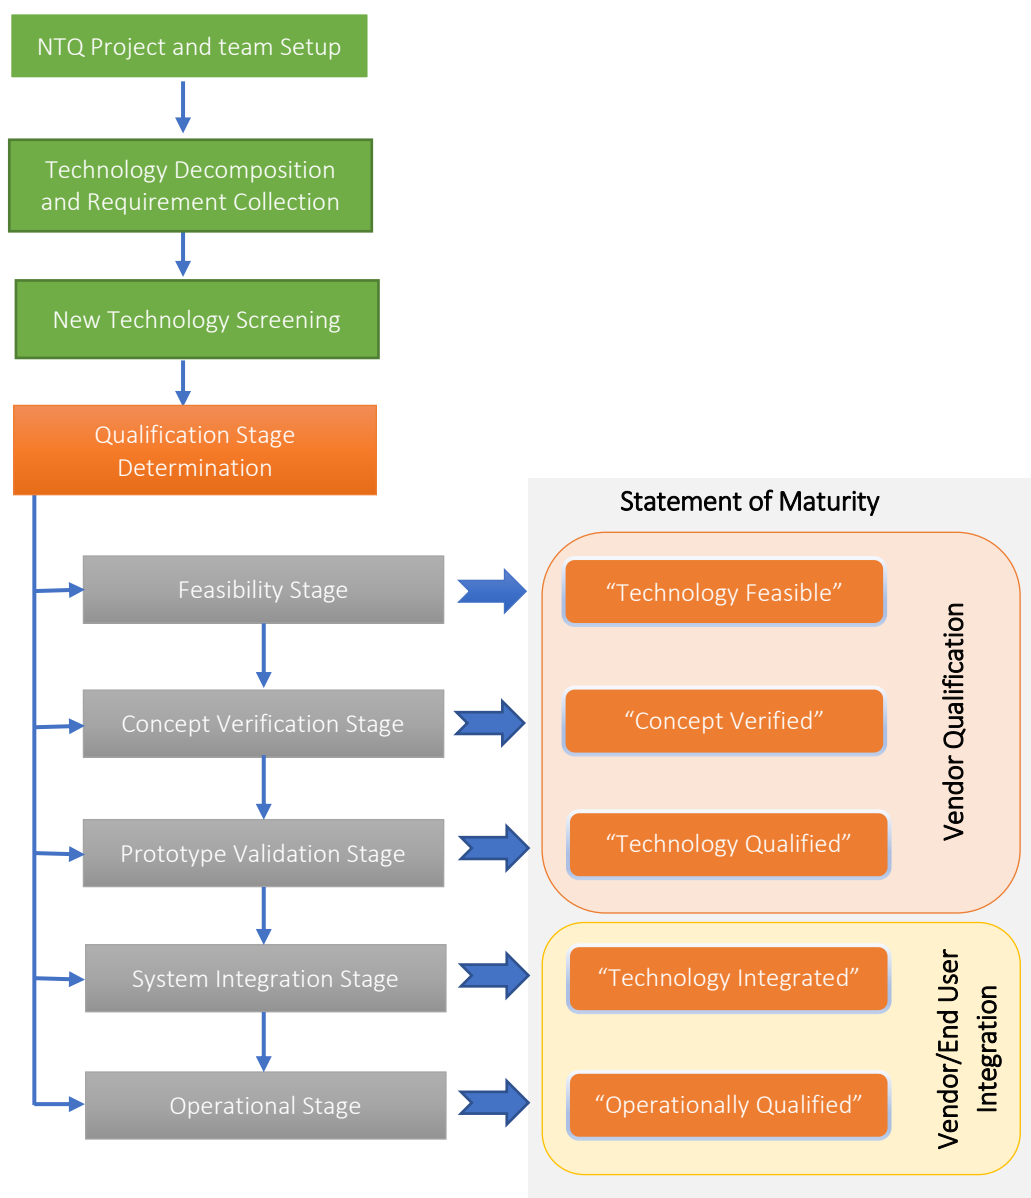 NTQ Project and team Setup
Technology Decomposition
and Requirement Collection
New Technology Screening
Qualification Stage
Determination
Statement of Maturity
Feasibility Stage
“Technology Feasible”
Concept Verification Stage
“Concept Verified”
Prototype Validation Stage
“Technology Qualified”
Vendor Qualification
System Integration Stage
“Technology Integrated”
Operational Stage
“Operationally Qualified”
Vendor/End User
Integration